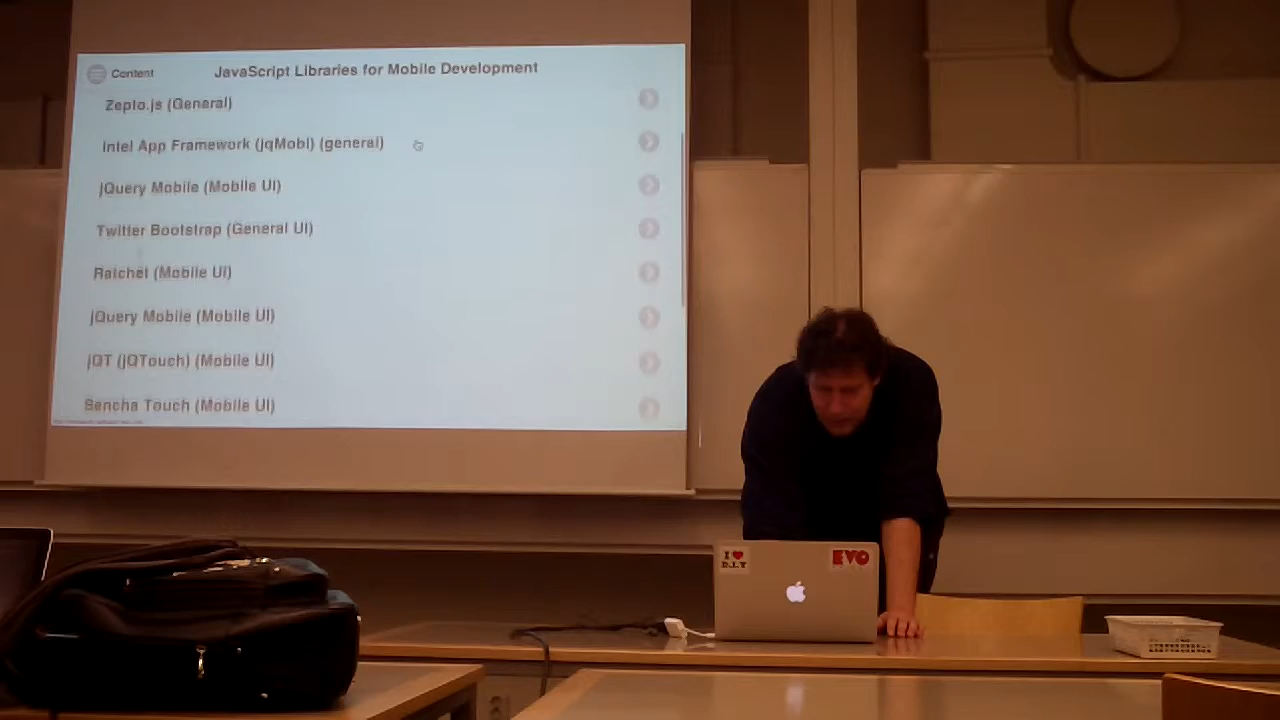 Content
JavaScript Libraries for Mobile Development
Zepto.js (General)
Intel App Framework (jqMobi) (general)
jQuery Mobile (Mobile UI)
Twitter Bootstrap (General UI)
Ratchet (Mobile UI)
jQuery Mobile (Mobile UI)
jQT (jQTouch) (Mobile UI)
Sencha Touch (Mobile UI)
I ♥
D.I.Y
EVO